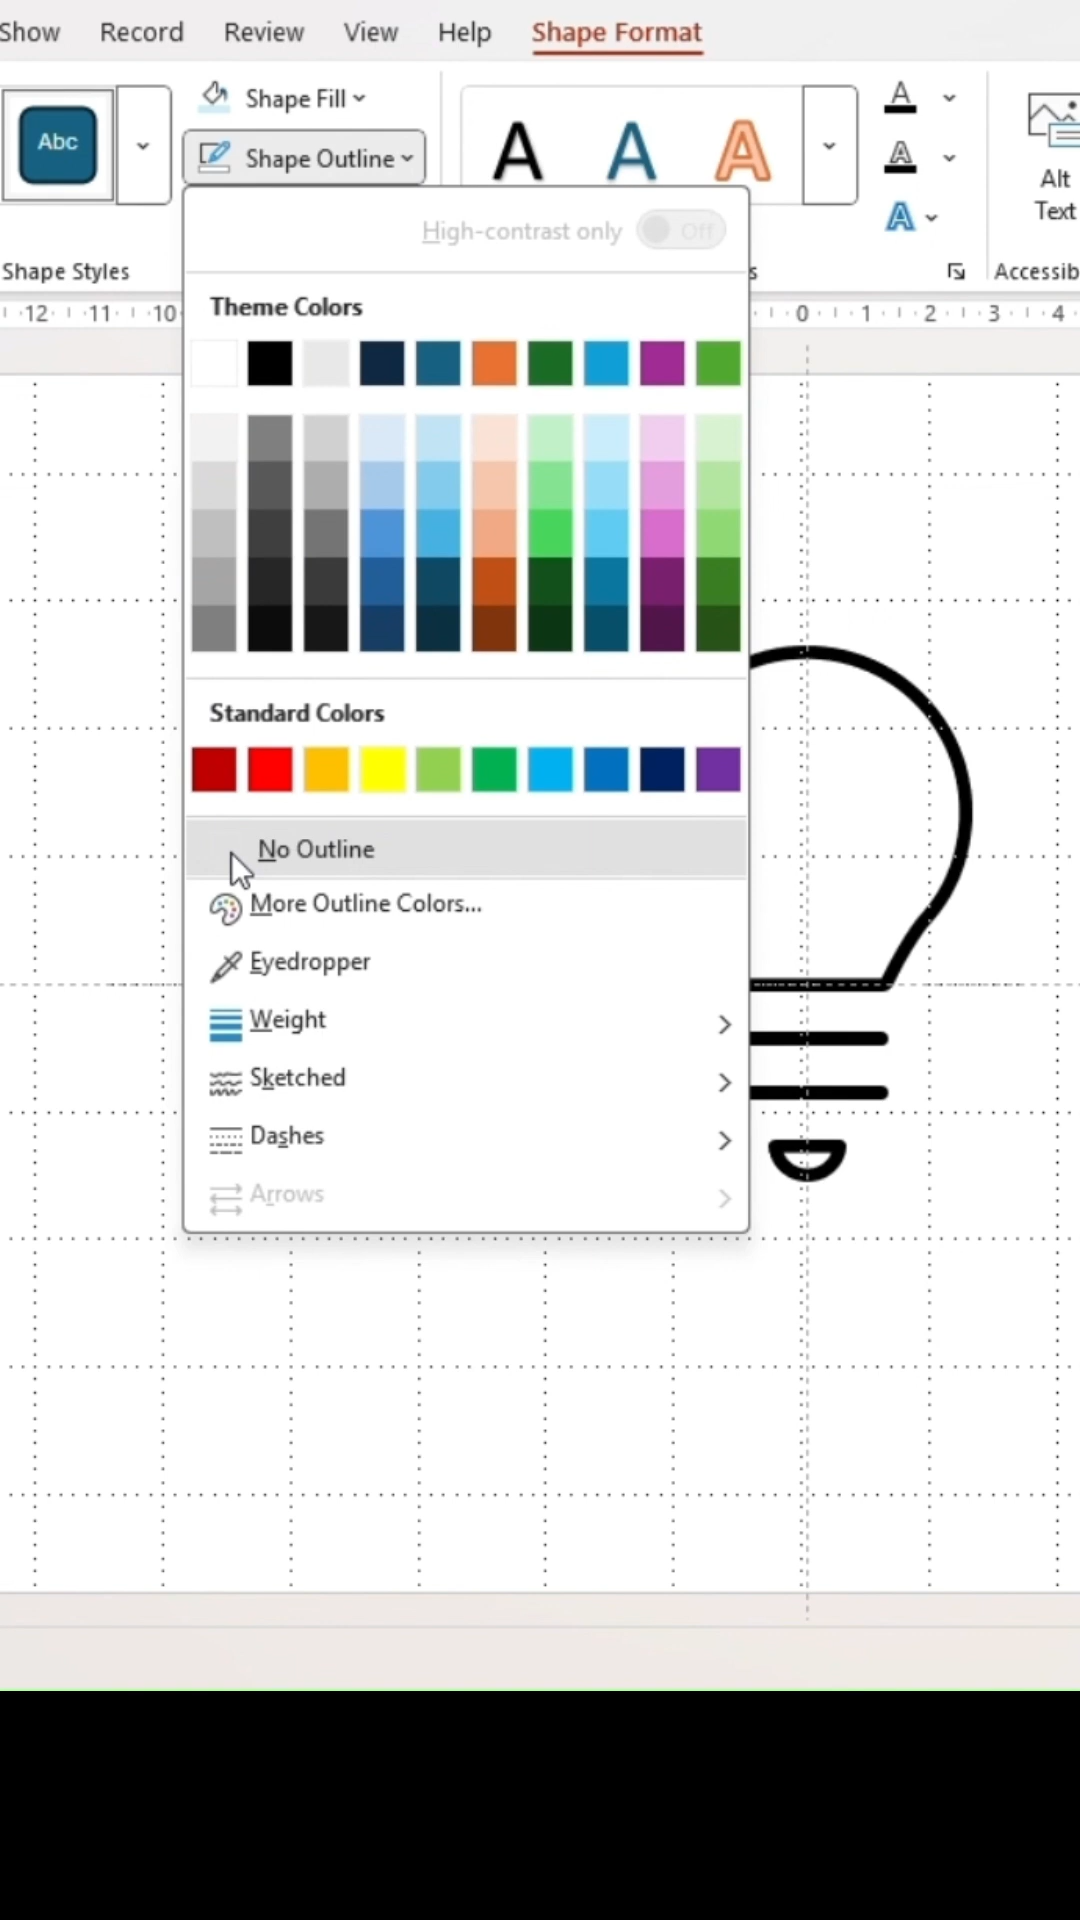 Show Record Review View Help Shape Format
Abc
Shape Fill
Shape Outline
A A A
A
A
A
Alt
Text
High-contrast only Off
Shape Styles
s
Accessib
12 11 10 0 1 2 3 4
Theme Colors
Standard Colors
No Outline
More Outline Colors...
Eyedropper
Weight
Sketched
Dashes
Arrows